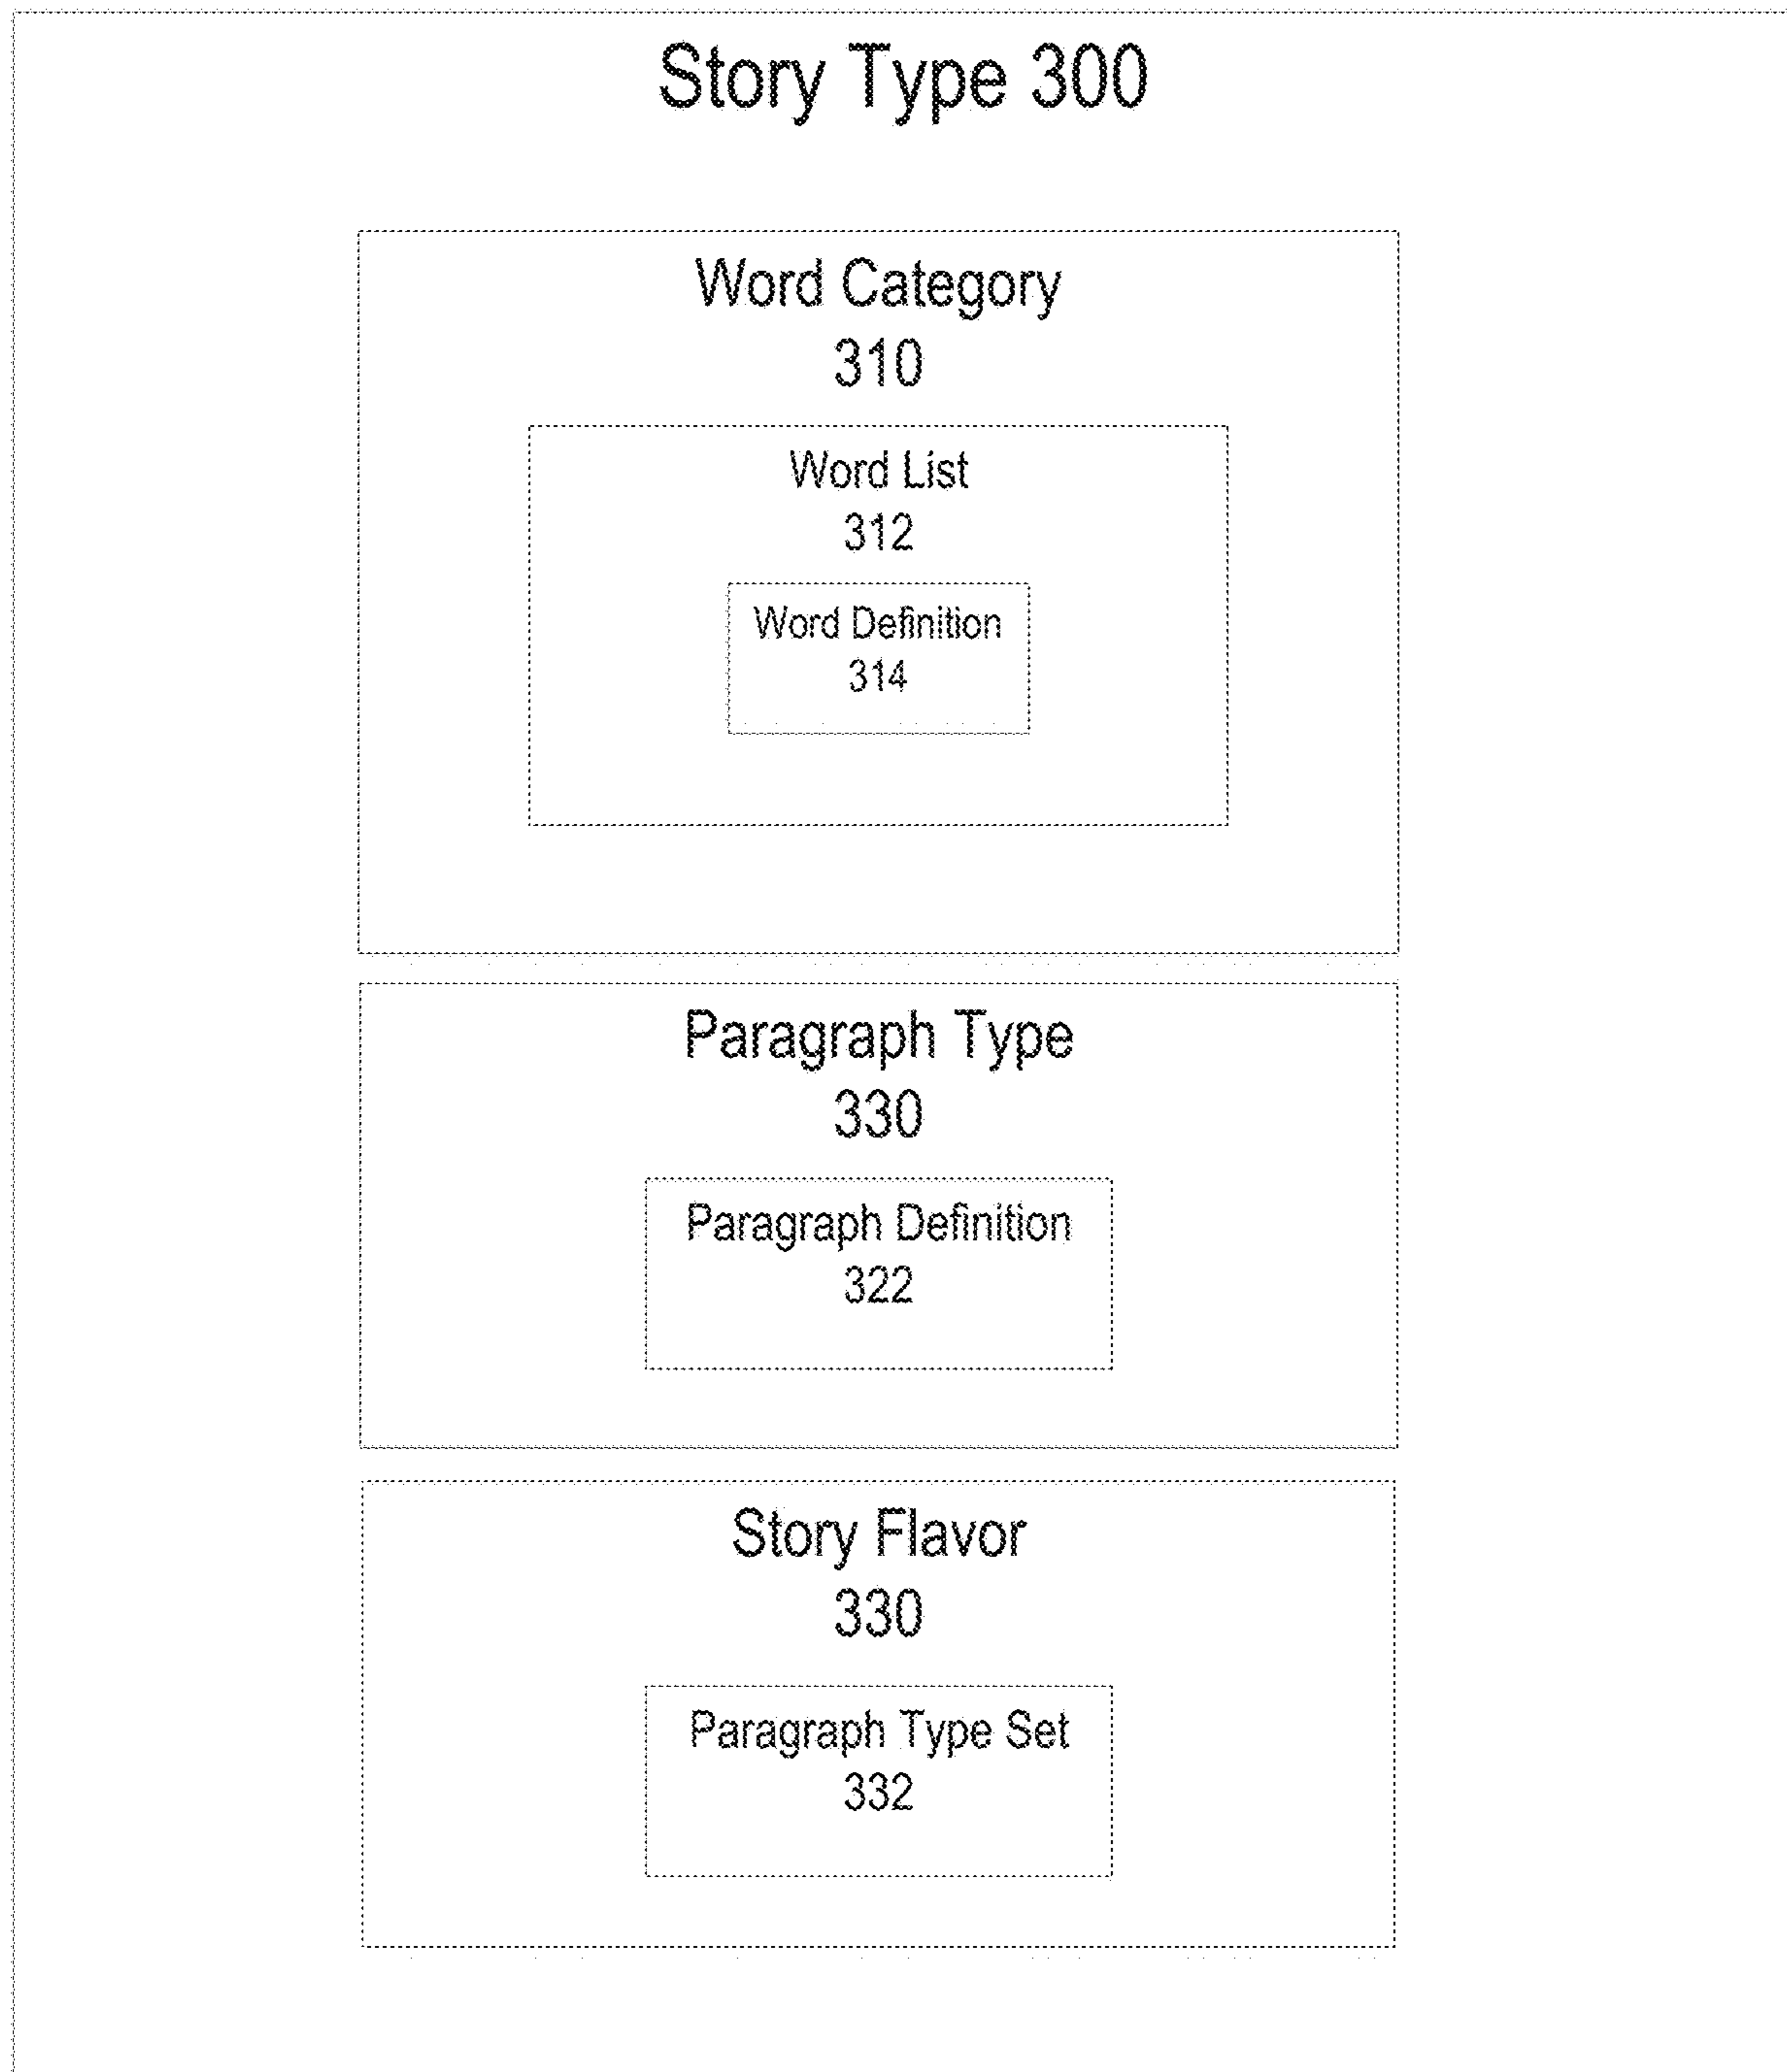 Story Type 300
Word Category
310
Word List
312
Word Definition
314
Paragraph Type
330
Paragraph Definition
322
Story Flavor
330
Paragraph Type Set
332